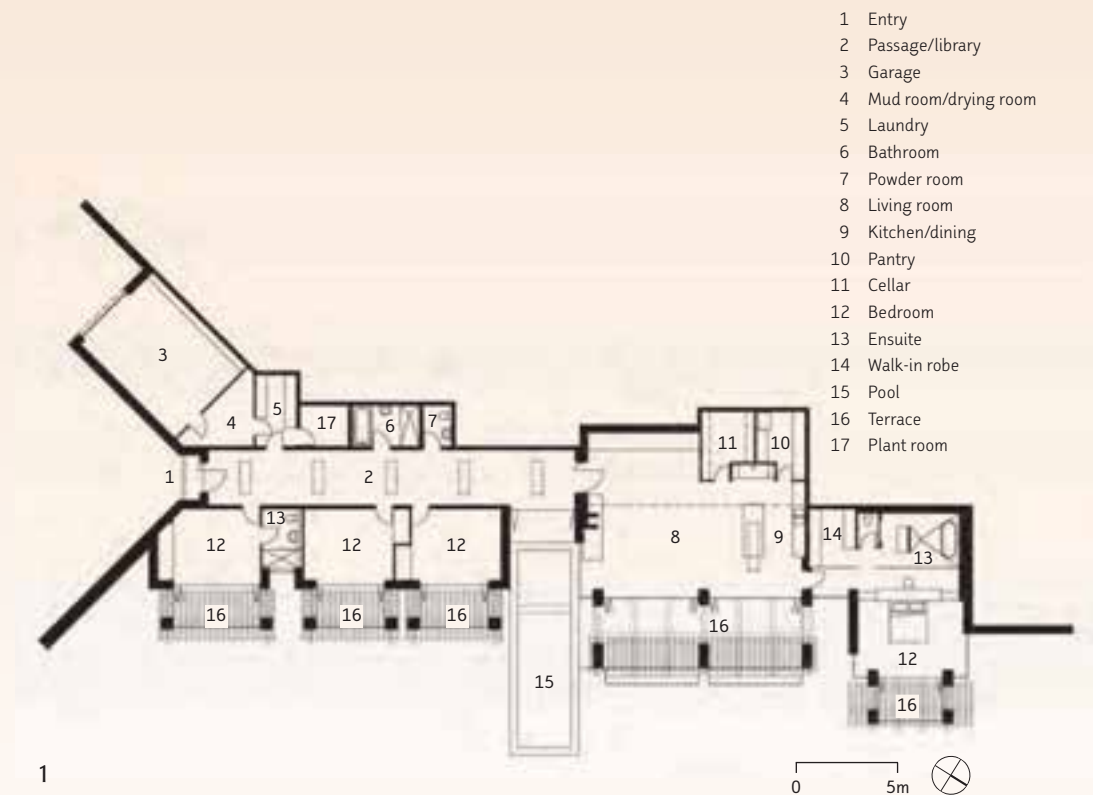 1 Entry
2 Passage/library
3 Garage
4 Mud room/drying room
5 Laundry
6 Bathroom
7 Powder room
8 Living room
9 Kitchen/dining
10 Pantry
11 Cellar
12 Bedroom
13 Ensuite
14 Walk-in robe
15 Pool
16 Terrace
17 Plant room
3
4
5
17
6
7
1
2
11
10
13
12
12
12
8
9
14
13
16
16
16
16
15
12
16
1
0 5m